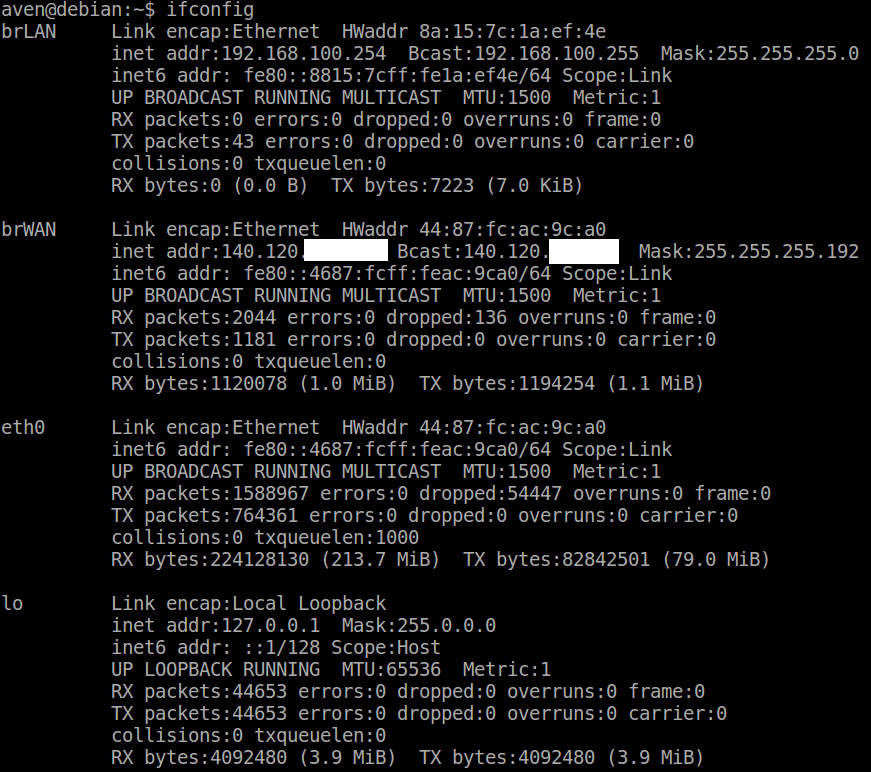 aven@debian:~$ ifconfig
brLAN     Link encap:Ethernet  HWaddr 8a:15:7c:1a:ef:4e
          inet addr:192.168.100.254  Bcast:192.168.100.255  Mask:255.255.255.0
          inet6 addr: fe80::8815:7cff:fe1a:ef4e/64 Scope:Link
          UP BROADCAST RUNNING MULTICAST  MTU:1500  Metric:1
          RX packets:0 errors:0 dropped:0 overruns:0 frame:0
          TX packets:43 errors:0 dropped:0 overruns:0 carrier:0
          collisions:0 txqueuelen:0
          RX bytes:0 (0.0 B)  TX bytes:7223 (7.0 KiB)

brWAN     Link encap:Ethernet  HWaddr 44:87:fc:ac:9c:a0
          inet addr:140.120.         Bcast:140.120.         Mask:255.255.255.192
          inet6 addr: fe80::4687:fcff:feac:9ca0/64 Scope:Link
          UP BROADCAST RUNNING MULTICAST  MTU:1500  Metric:1
          RX packets:2044 errors:0 dropped:136 overruns:0 frame:0
          TX packets:1181 errors:0 dropped:0 overruns:0 carrier:0
          collisions:0 txqueuelen:0
          RX bytes:1120078 (1.0 MiB)  TX bytes:1194254 (1.1 MiB)

eth0      Link encap:Ethernet  HWaddr 44:87:fc:ac:9c:a0
          inet6 addr: fe80::4687:fcff:feac:9ca0/64 Scope:Link
          UP BROADCAST RUNNING MULTICAST  MTU:1500  Metric:1
          RX packets:1588967 errors:0 dropped:54447 overruns:0 frame:0
          TX packets:764361 errors:0 dropped:0 overruns:0 carrier:0
          collisions:0 txqueuelen:1000
          RX bytes:224128130 (213.7 MiB)  TX bytes:82842501 (79.0 MiB)

lo        Link encap:Local Loopback
          inet addr:127.0.0.1  Mask:255.0.0.0
          inet6 addr: ::1/128 Scope:Host
          UP LOOPBACK RUNNING  MTU:65536  Metric:1
          RX packets:44653 errors:0 dropped:0 overruns:0 frame:0
          TX packets:44653 errors:0 dropped:0 overruns:0 carrier:0
          collisions:0 txqueuelen:0
          RX bytes:4092480 (3.9 MiB)  TX bytes:4092480 (3.9 MiB)